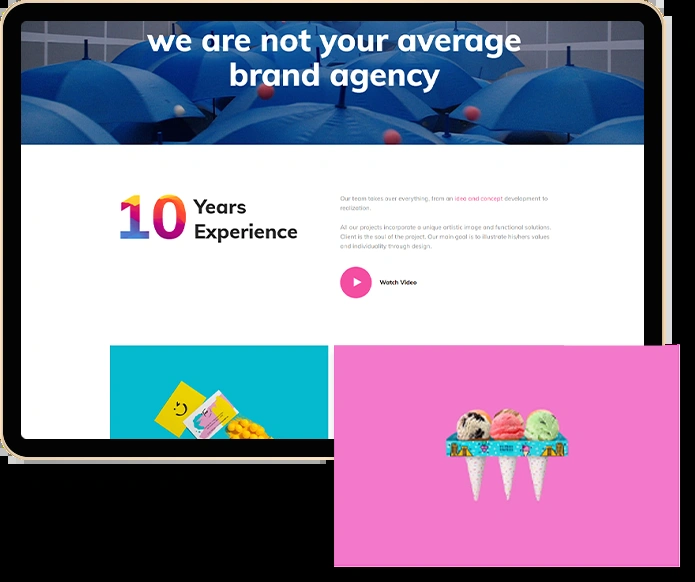 we are not your average
brand agency
10
Years
Experience
Our team takes over everything, from an idea and concept development to
realization.
All our projects incorporate a unique artistic image and functional solutions.
Client is the soul of the project. Our main goal is to illustrate his/hers values
and individuality through design.
Watch Video